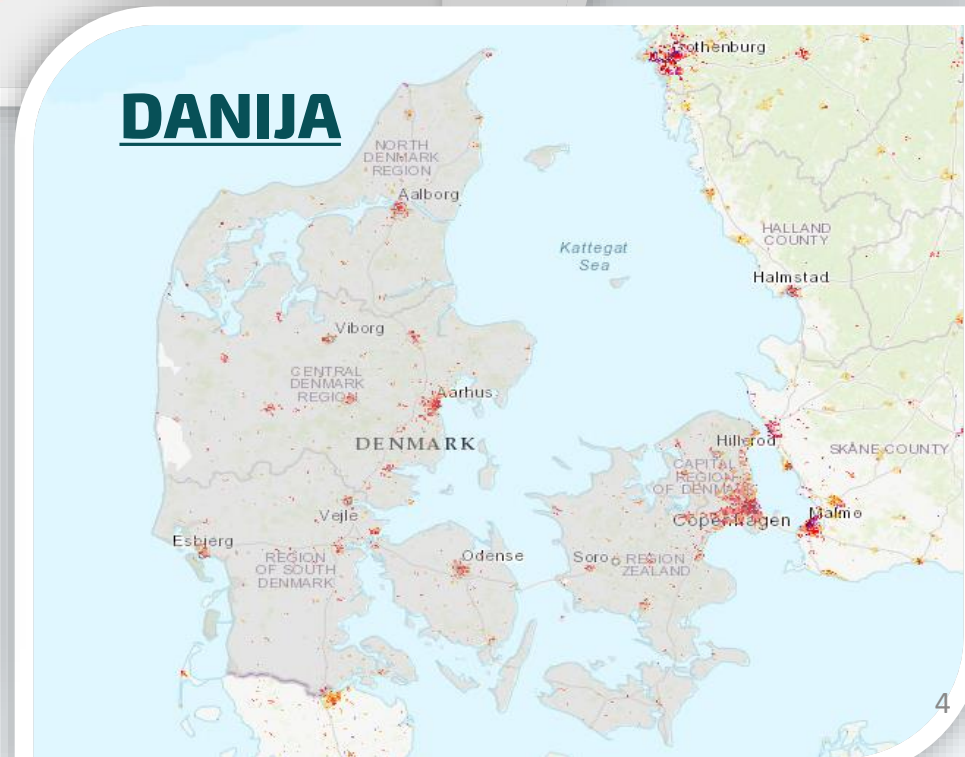 DANIJA
Gothenburg
NORTH
DENMARK
REGION
Aalborg
HALLAND
COUNTY
Kattegat
Sea
Halmstad
Viborg
CENTRAL
DENMARK
REGION
Aarhus
DENMARK
Hillerod
SKÅNE COUNTY
CAPITAL
REGION
OF DENMARK
Copenhagen
Malmo
Vejle
Esbjerg
REGION
OF SOUTH
DENMARK
Odense
Soro
REGION
ZEALAND
4